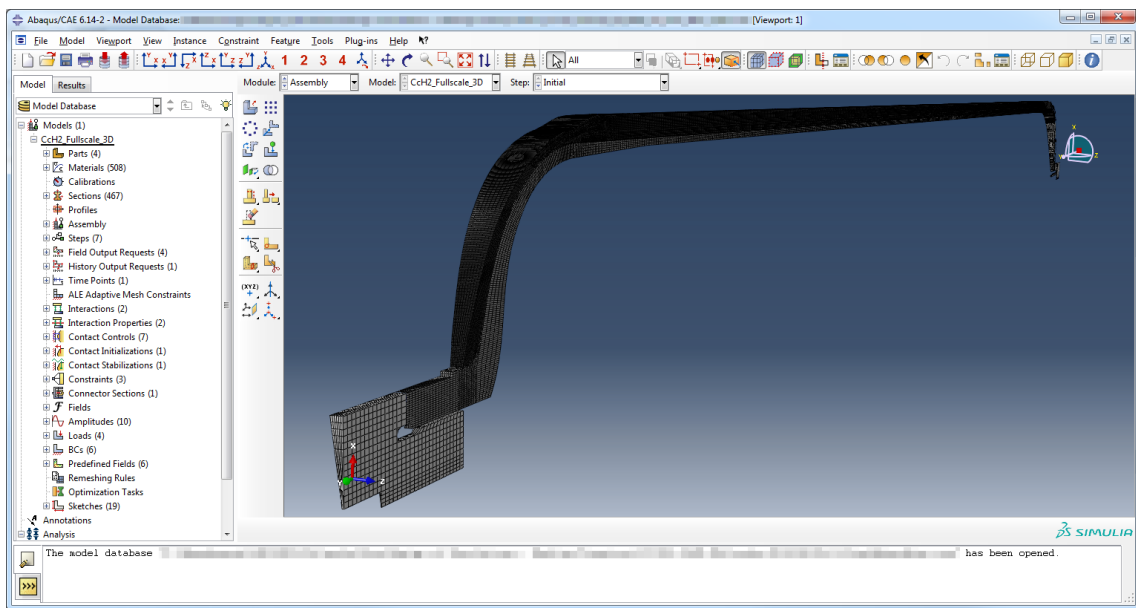 Abaqus/CAE 6.14-2 - Model Database: [Viewport: 1]
File Model Viewport View Instance Constraint Feature Tools Plug-ins Help
1 2 3 4 All
Model Results
Module: Assembly Model: CcH2_Fullscale_3D Step: Initial
Model Database
Models (1)
CcH2_Fullscale_3D
Parts (4)
Materials (508)
Calibrations
Sections (467)
Profiles
Assembly
Steps (7)
Field Output Requests (4)
History Output Requests (1)
Time Points (1)
ALE Adaptive Mesh Constraints
Interactions (2)
Interaction Properties (2)
Contact Controls (7)
Contact Initializations (1)
Contact Stabilizations (1)
Constraints (3)
Connector Sections (1)
Fields
Amplitudes (10)
Loads (4)
BCs (6)
Predefined Fields (6)
Remeshing Rules
Optimization Tasks
Sketches (19)
Annotations
Analysis
(XYZ)
X
Y
Z
X
Y
Z
SIMULIA
The model database has been opened.
>>>